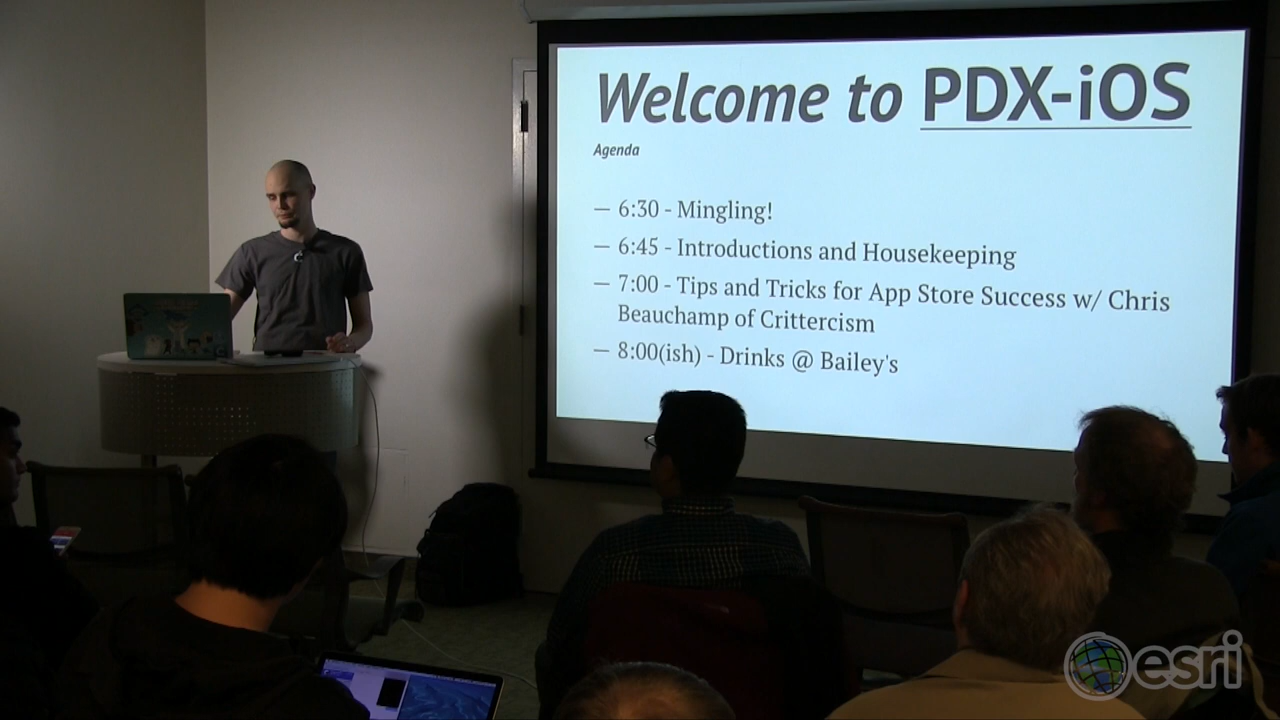 Welcome to PDX-iOS
Agenda
— 6:30 - Mingling!
— 6:45 - Introductions and Housekeeping
— 7:00 - Tips and Tricks for App Store Success w/ Chris
Beauchamp of Crittercism
— 8:00(ish) - Drinks @ Bailey's
esri